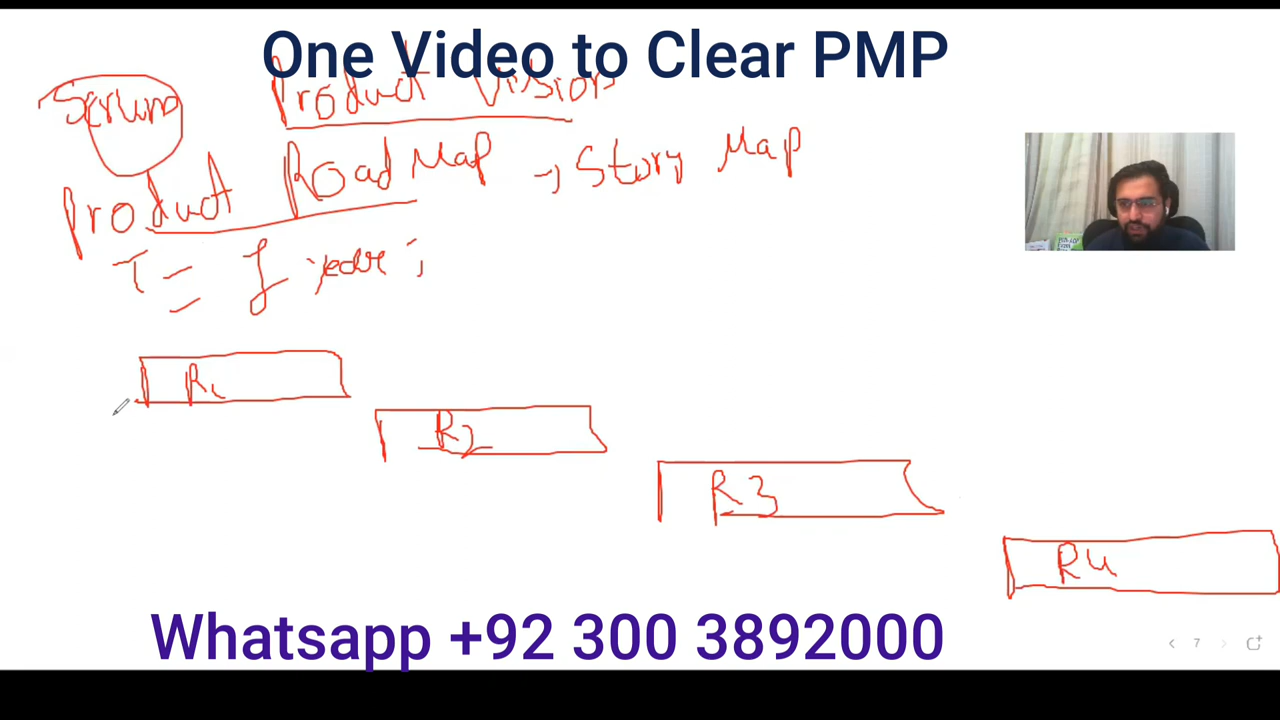 One Video to Clear PMP
Scrum
Product Vision
Product RoadMap → Story Map
T = 1 year;
R1
R2
R3
R4
Whatsapp +92 300 3892000
7